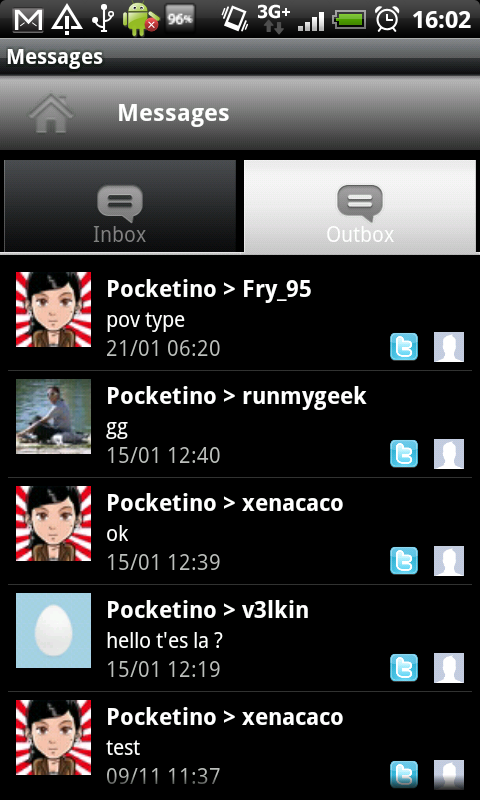 96%
3G+
16:02
Messages
Messages
Inbox
Outbox
Pocketino > Fry_95
pov type
21/01 06:20
Pocketino > runmygeek
gg
15/01 12:40
Pocketino > xenacaco
ok
15/01 12:39
Pocketino > v3lkin
hello t'es la ?
15/01 12:19
Pocketino > xenacaco
test
09/11 11:37